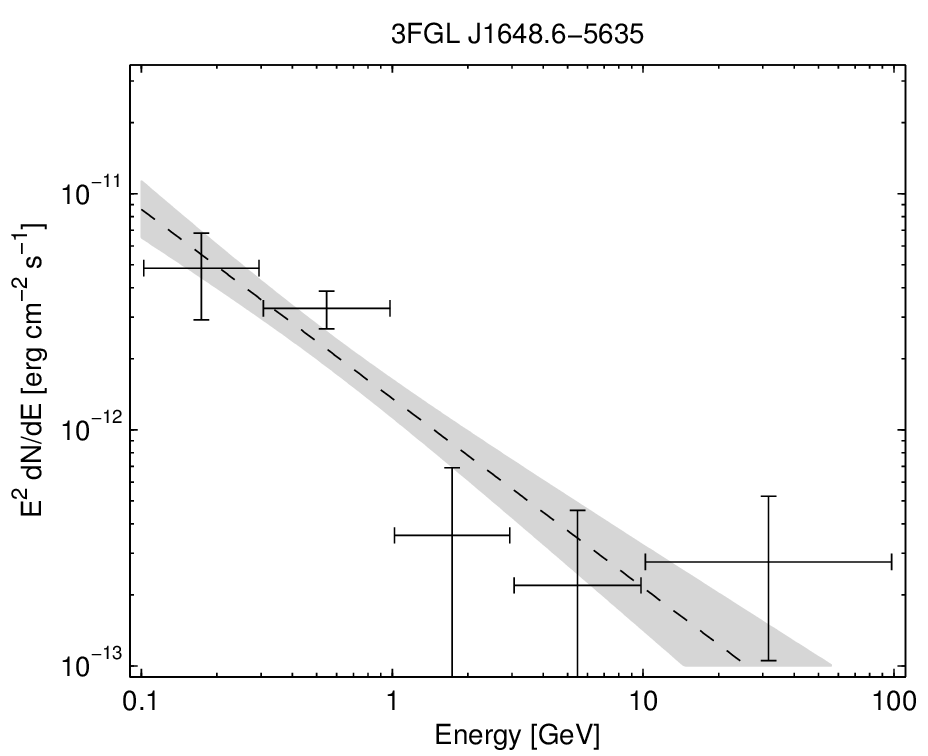 3FGL J1648.6−5635
10⁻¹¹
10⁻¹²
10⁻¹³
E² dN/dE [erg cm⁻² s⁻¹]
0.1 1 10 100
Energy [GeV]